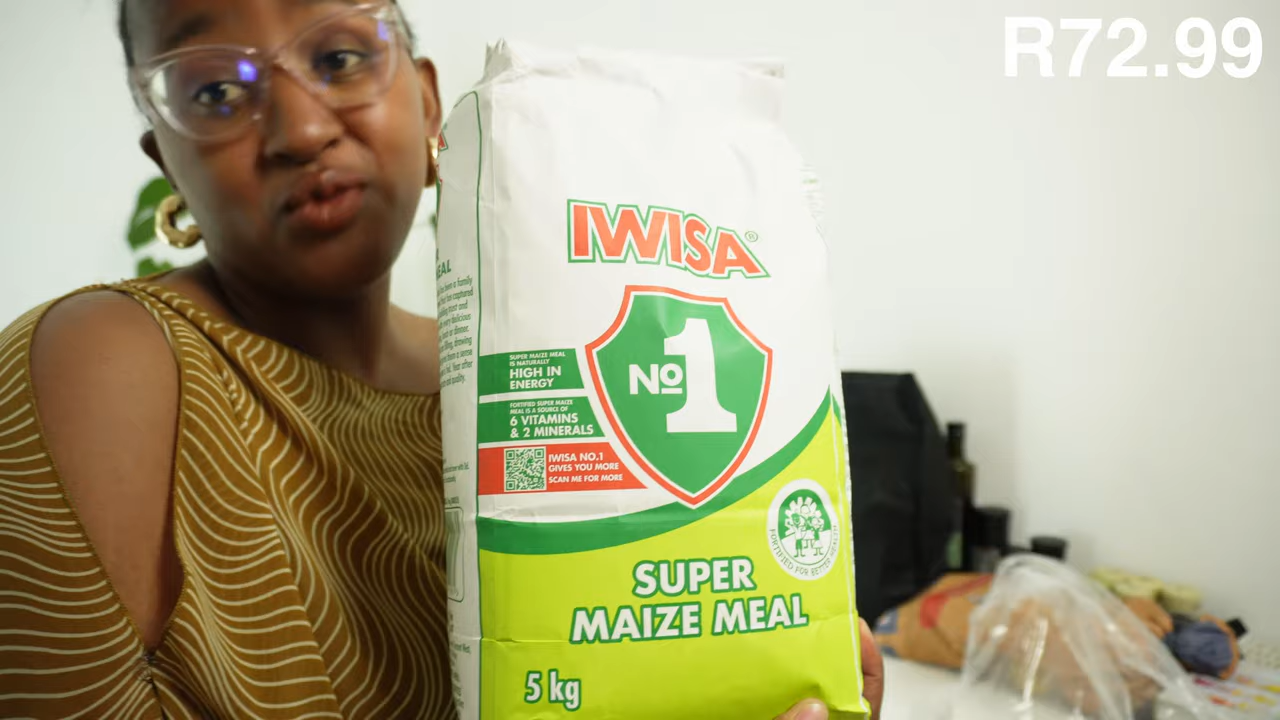 R72.99
IWISA®
No 1
SUPER MAIZE MEAL
IS NATURALLY
HIGH IN
ENERGY
FORTIFIED SUPER MAIZE
MEAL IS A SOURCE OF
6 VITAMINS
& 2 MINERALS
IWISA NO.1
GIVES YOU MORE
SCAN ME FOR MORE
FORTIFIED FOR BETTER HEALTH
SUPER
MAIZE MEAL
5 kg